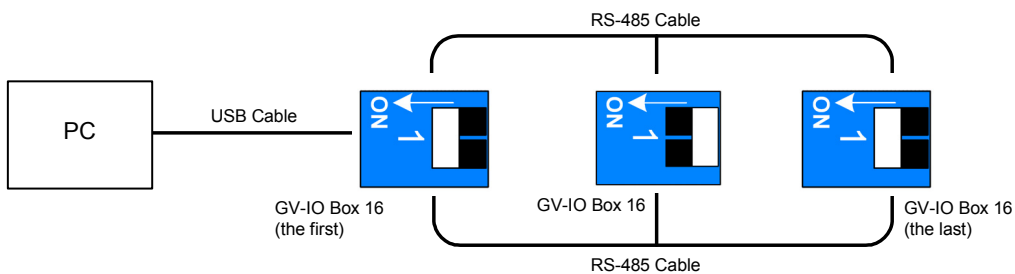 RS-485 Cable
PC
USB Cable
ON
1
ON
1
ON
1
GV-IO Box 16
(the first)
GV-IO Box 16
GV-IO Box 16
(the last)
RS-485 Cable